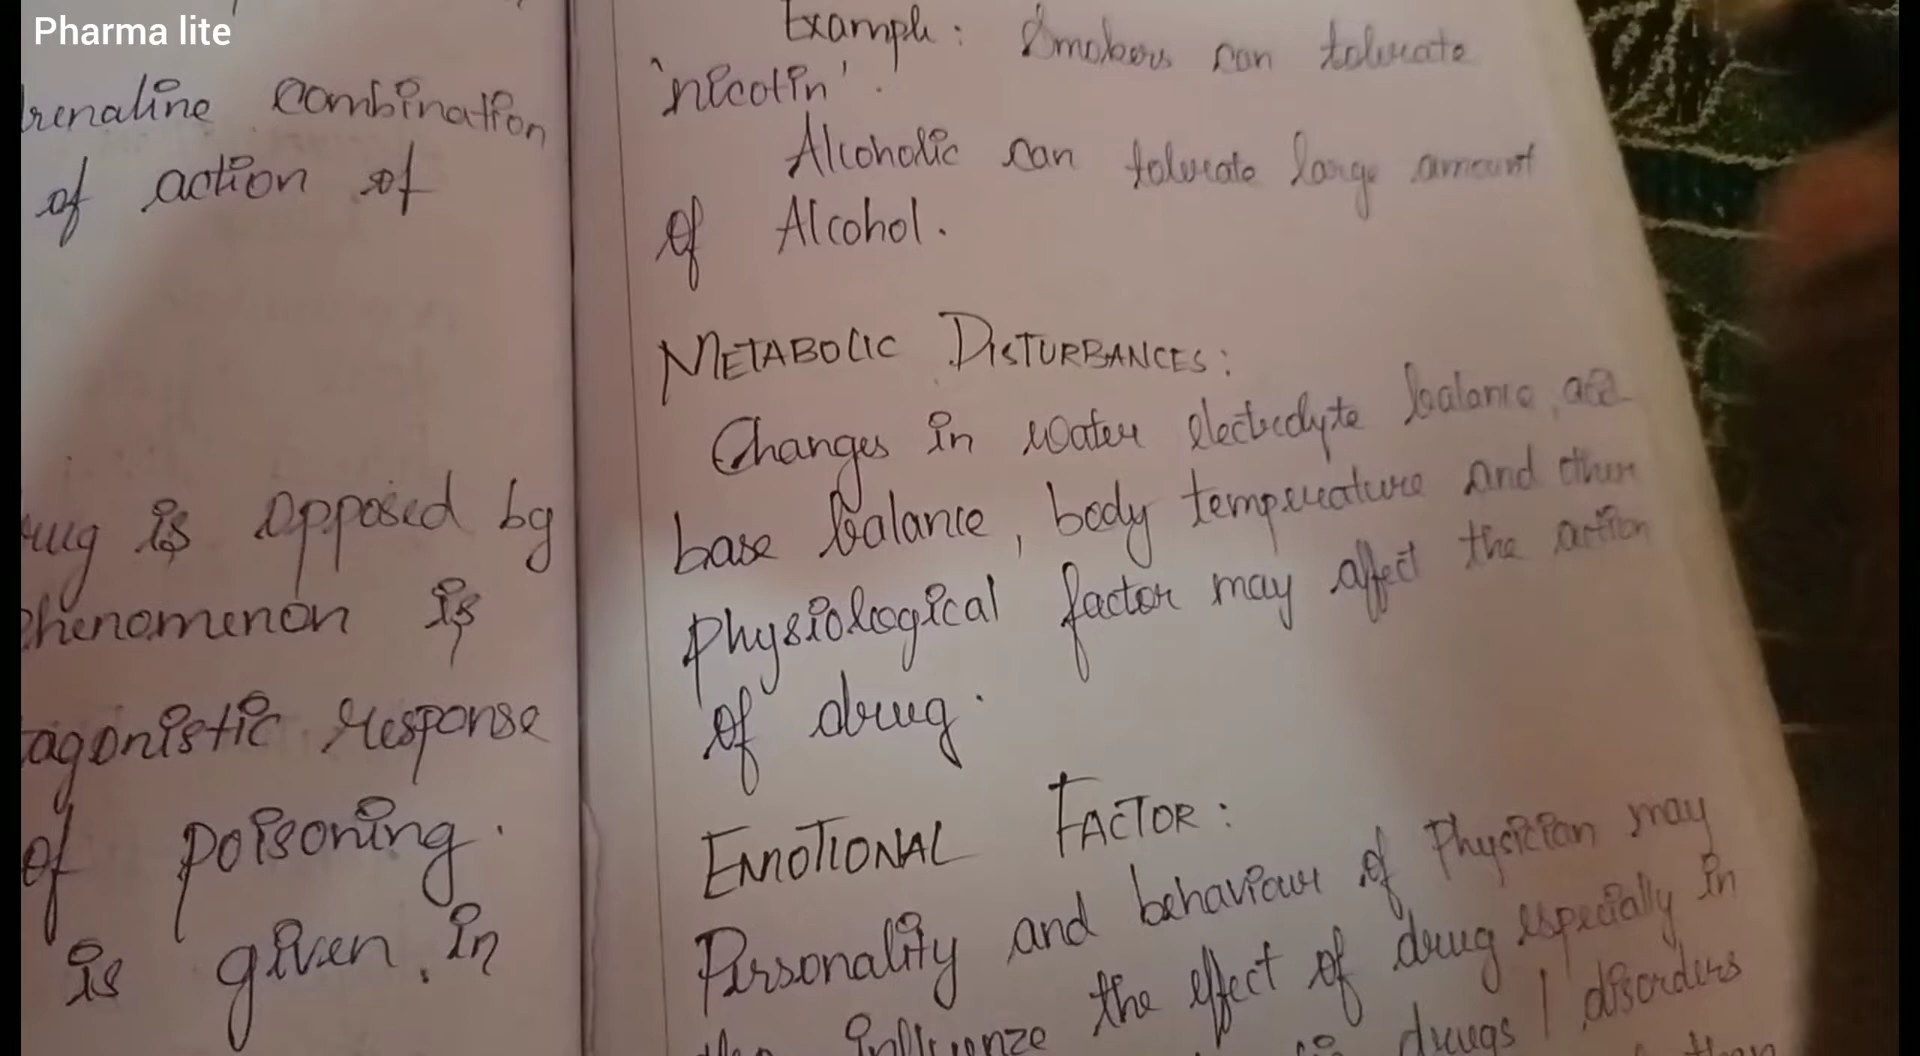 Pharma lite
renaline combination
of action of
rug is opposed by
phenomenon is
tagonistic response
of poisoning.
is given in
Example: Smokers can tolerate
'nicotin'.
Alcoholic can tolerate large amount
of Alcohol.
METABOLIC DISTURBANCES:
Changes in water electrolyte balance, acid
base balance, body temperature and other
physiological factor may affect the action
of drug.
EMOTIONAL FACTOR:
Personality and behaviour of Physician may
the effect of drug especially in
drugs / disorders